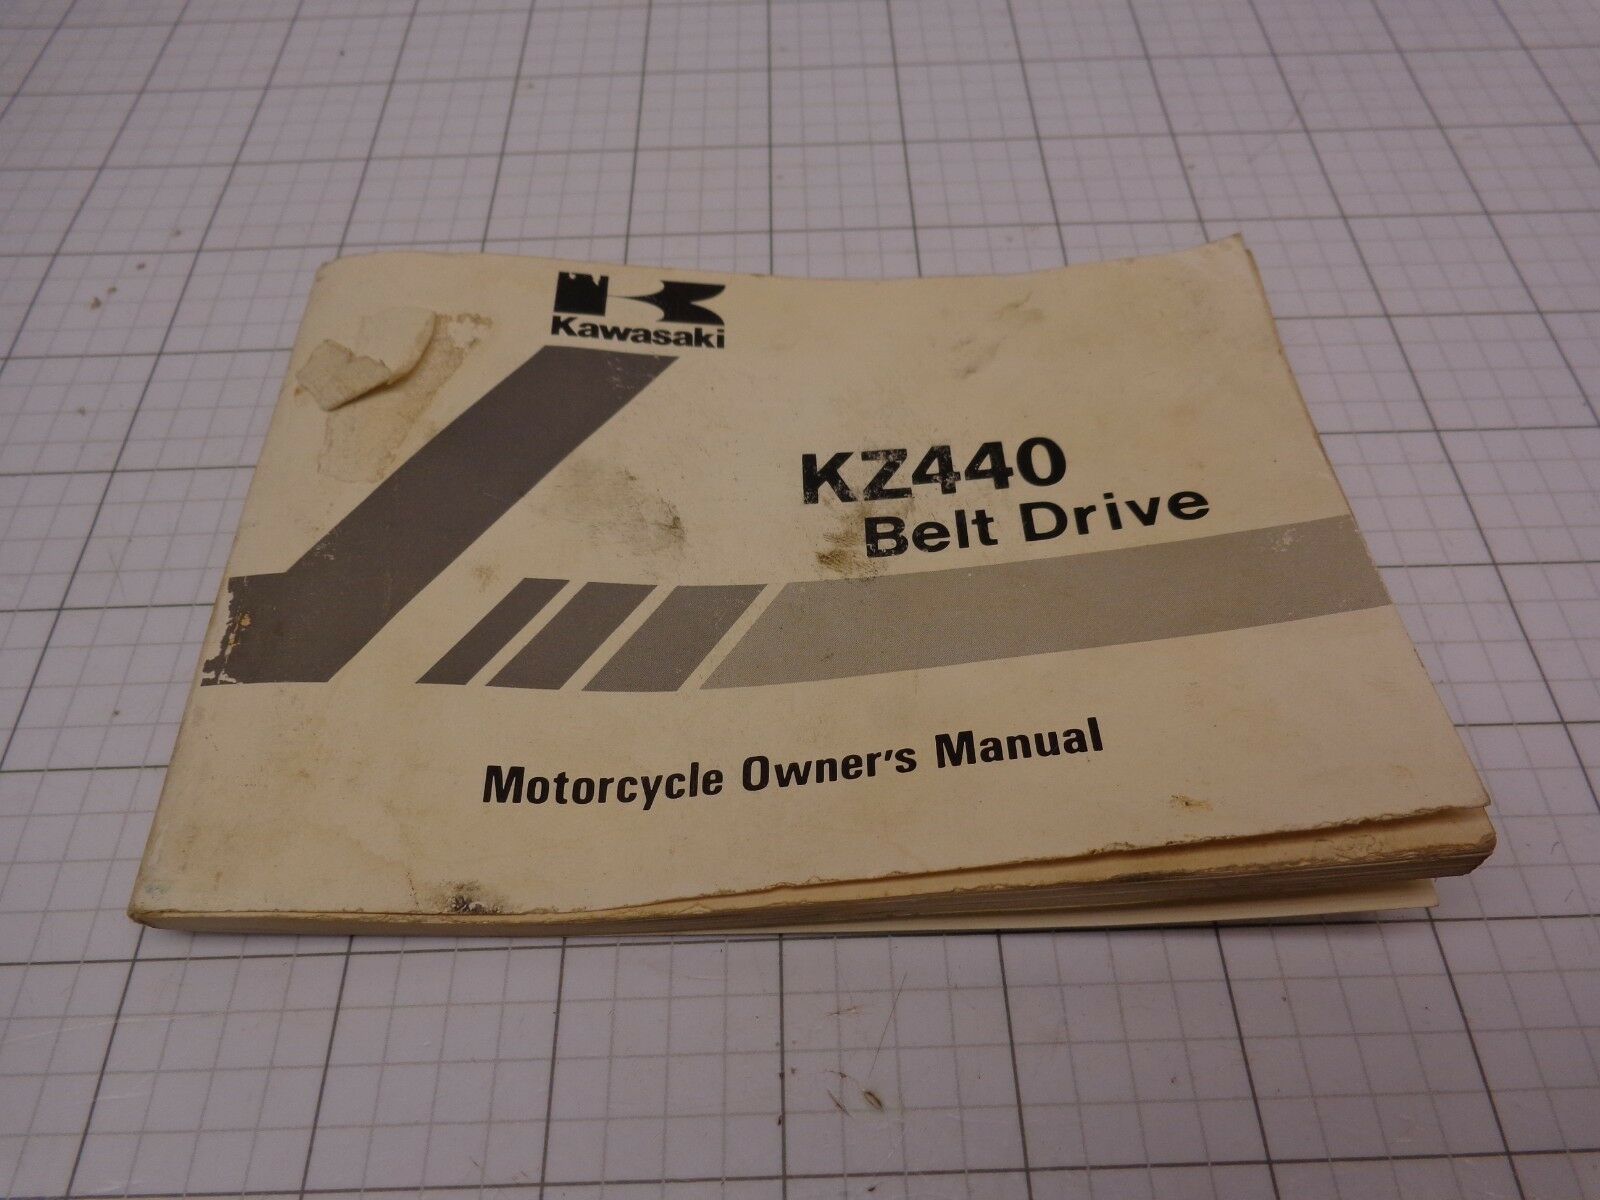 Kawasaki
KZ440
Belt Drive
Motorcycle Owner's Manual